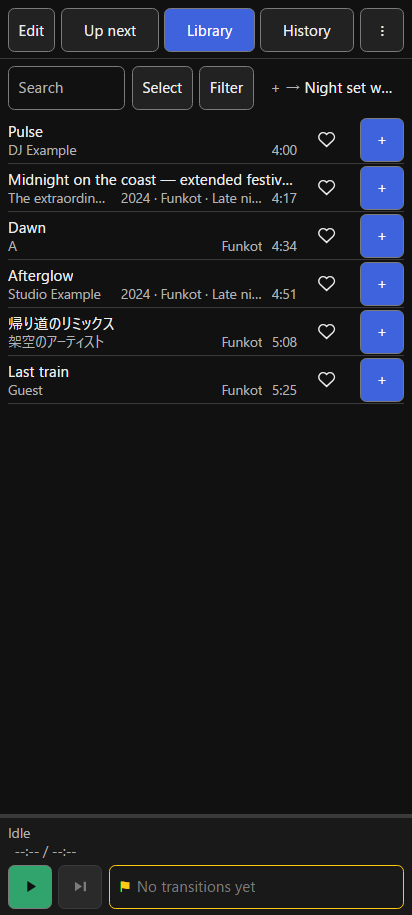 Edit Up next Library History ⋮
Search Select Filter + → Night set w...
Pulse
DJ Example 4:00 +
Midnight on the coast — extended festiv...
The extraordin... 2024 · Funkot · Late ni... 4:17 +
Dawn
A Funkot 4:34 +
Afterglow
Studio Example 2024 · Funkot · Late ni... 4:51 +
帰り道のリミックス
架空のアーティスト Funkot 5:08 +
Last train
Guest Funkot 5:25 +
Idle
--:-- / --:--
No transitions yet